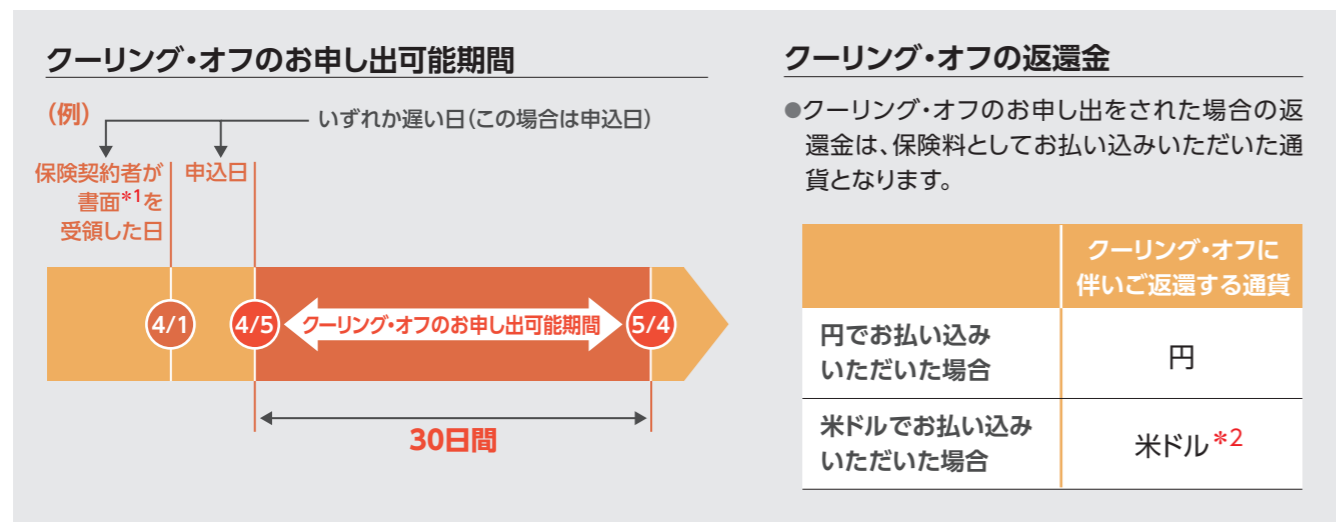 クーリング・オフのお申し出可能期間
（例）
いずれか遅い日（この場合は申込日）
保険契約者が
書面＊1を
受領した日
申込日
4/1
4/5
クーリング・オフのお申し出可能期間
5/4
30日間
クーリング・オフの返還金
●クーリング・オフのお申し出をされた場合の返
還金は、保険料としてお払い込みいただいた通
貨となります。
クーリング・オフに
伴いご返還する通貨
円でお払い込み
いただいた場合
円
米ドルでお払い込み
いただいた場合
米ドル＊2